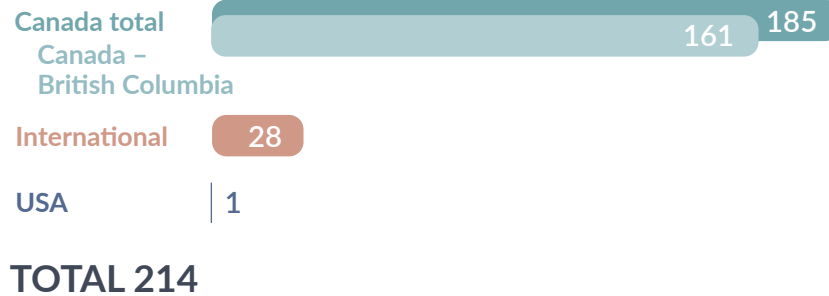 Canada total 185
Canada –
British Columbia 161
International 28
USA 1
TOTAL 214